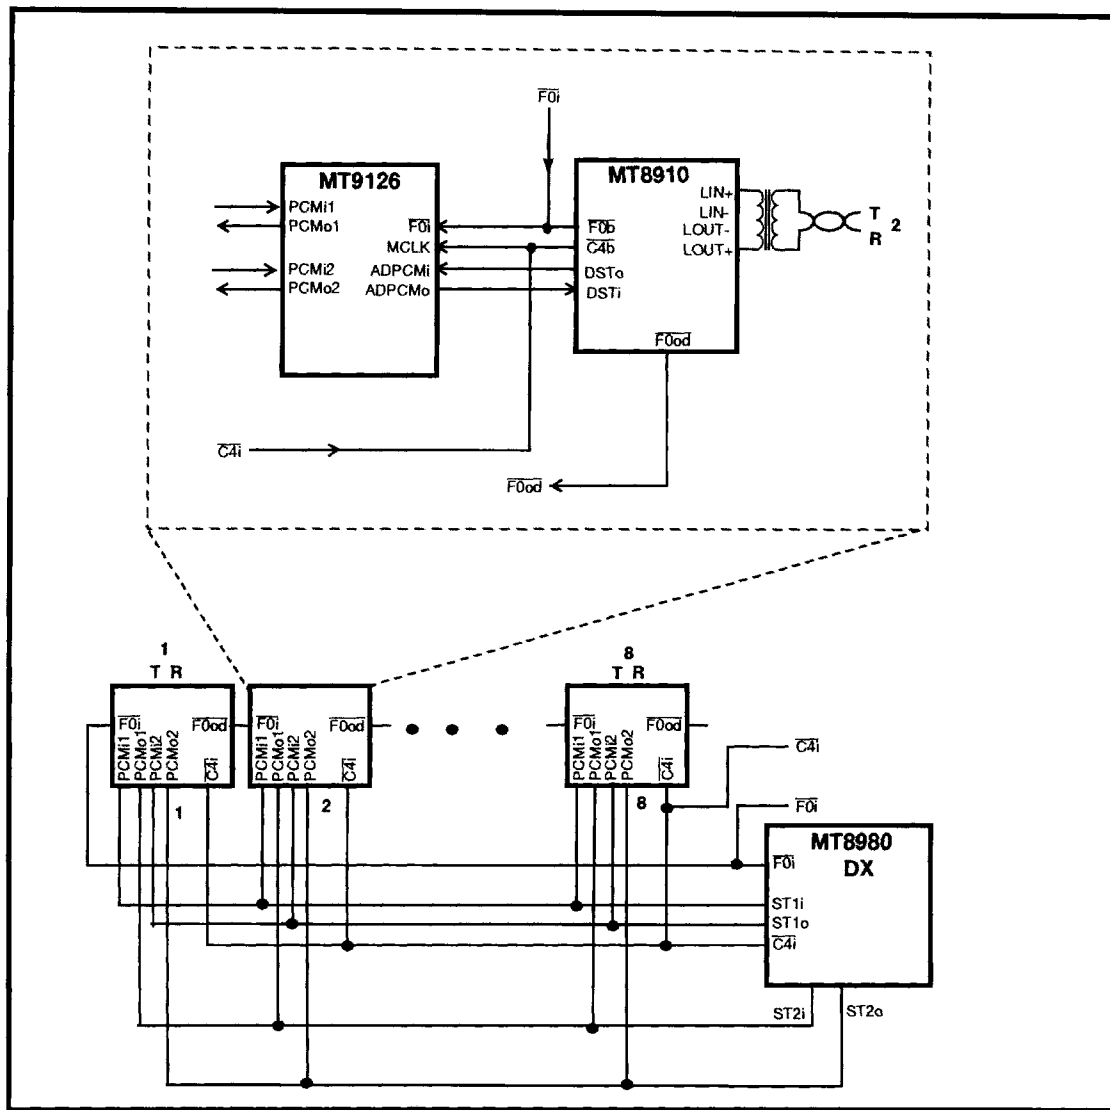 F0i
MT9126
MT8910
PCMi1
PCMo1
PCMi2
PCMo2
F0i
MCLK
ADPCMi
ADPCMo
F0b
C4b
DSTo
DSTi
LIN+
LIN-
LOUT-
LOUT+
T
R
2
F0od
C4i
F0od
1
T R
8
T R
F0i
F0od
PCMi1
PCMo1
PCMi2
PCMo2
C4i
1
F0i
F0od
PCMi1
PCMo1
PCMi2
PCMo2
C4i
2
F0i
F0od
PCMi1
PCMo1
PCMi2
PCMo2
C4i
8
C4i
F0i
MT8980
DX
F0i
ST1i
ST1o
C4i
ST2i
ST2o